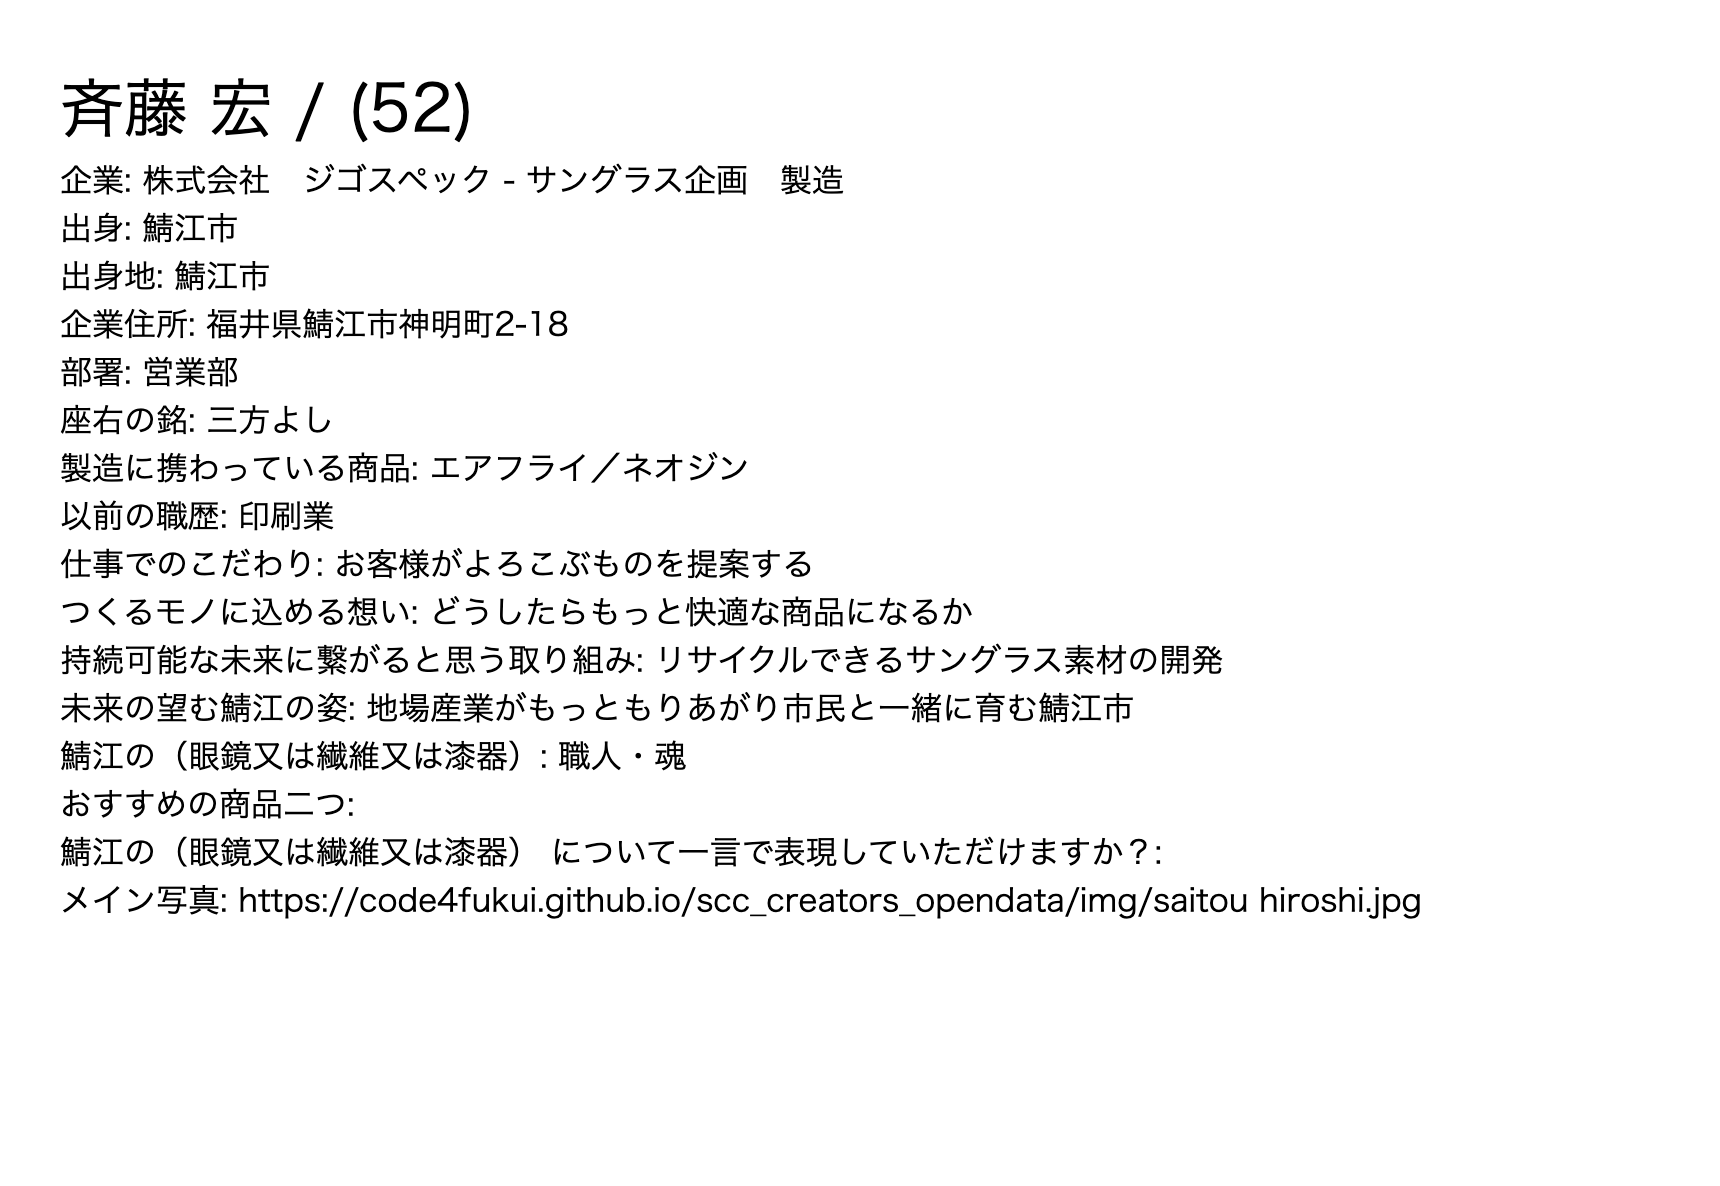 斉藤 宏 / (52)
企業: 株式会社　ジゴスペック - サングラス企画　製造
出身: 鯖江市
出身地: 鯖江市
企業住所: 福井県鯖江市神明町2-18
部署: 営業部
座右の銘: 三方よし
製造に携わっている商品: エアフライ／ネオジン
以前の職歴: 印刷業
仕事でのこだわり: お客様がよろこぶものを提案する
つくるモノに込める想い: どうしたらもっと快適な商品になるか
持続可能な未来に繋がると思う取り組み: リサイクルできるサングラス素材の開発
未来の望む鯖江の姿: 地場産業がもっともりあがり市民と一緒に育む鯖江市
鯖江の（眼鏡又は繊維又は漆器）: 職人・魂
おすすめの商品二つ:
鯖江の（眼鏡又は繊維又は漆器） について一言で表現していただけますか？:
メイン写真: https://code4fukui.github.io/scc_creators_opendata/img/saitou hiroshi.jpg